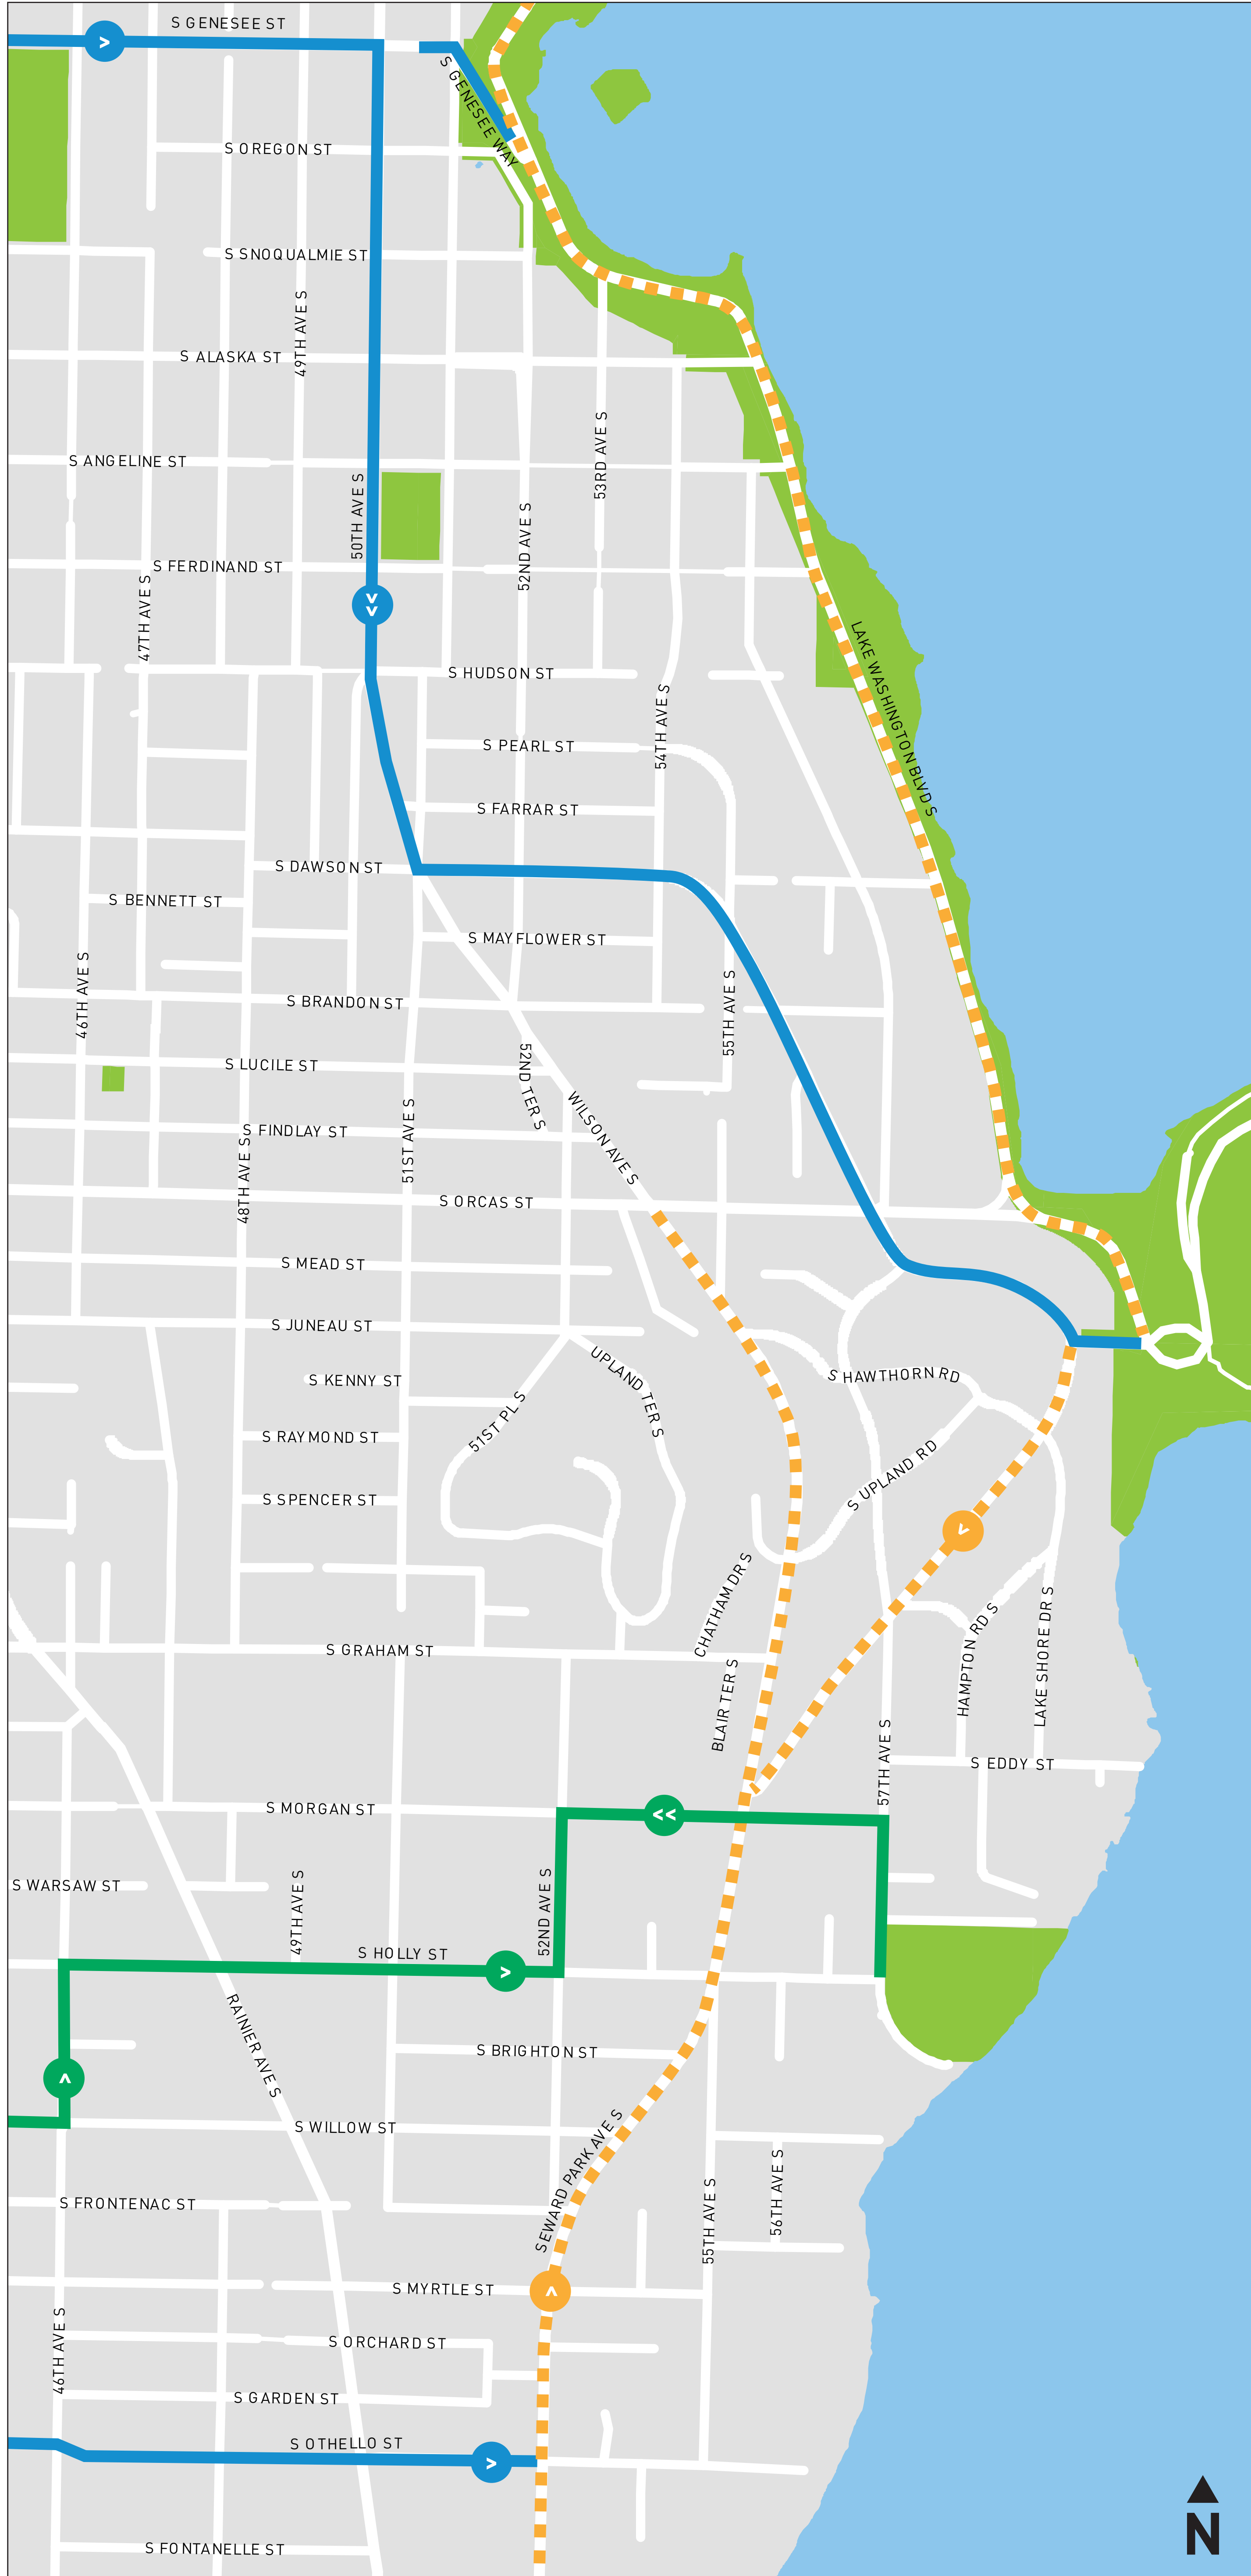 S GENESEE ST
>
S GENESEE WAY
S OREGON ST
S SNOQUALMIE ST
49TH AVE S
S ALASKA ST
53RD AVE S
S ANGELINE ST
50TH AVE S
52ND AVE S
S FERDINAND ST
47TH AVE S
>>
LAKE WASHINGTON BLVD S
S HUDSON ST
54TH AVE S
S PEARL ST
S FARRAR ST
S DAWSON ST
S BENNETT ST
S MAYFLOWER ST
46TH AVE S
55TH AVE S
S BRANDON ST
52ND TER S
S LUCILE ST
WILSON AVE S
51ST AVE S
S FINDLAY ST
48TH AVE S
S ORCAS ST
S MEAD ST
S JUNEAU ST
UPLAND TER S
S HAWTHORN RD
S KENNY ST
51ST PL S
S RAYMOND ST
S UPLAND RD
S SPENCER ST
>
CHATHAM DR S
HAMPTON RD S
LAKE SHORE DR S
S GRAHAM ST
BLAIR TER S
57TH AVE S
S EDDY ST
S MORGAN ST
<<
S WARSAW ST
49TH AVE S
52ND AVE S
S HOLLY ST
>
RAINIER AVE S
S BRIGHTON ST
>
S WILLOW ST
SEWARD PARK AVE S
55TH AVE S
56TH AVE S
S FRONTENAC ST
S MYRTLE ST
>
46TH AVE S
S ORCHARD ST
S GARDEN ST
S OTHELLO ST
>
N
S FONTANELLE ST